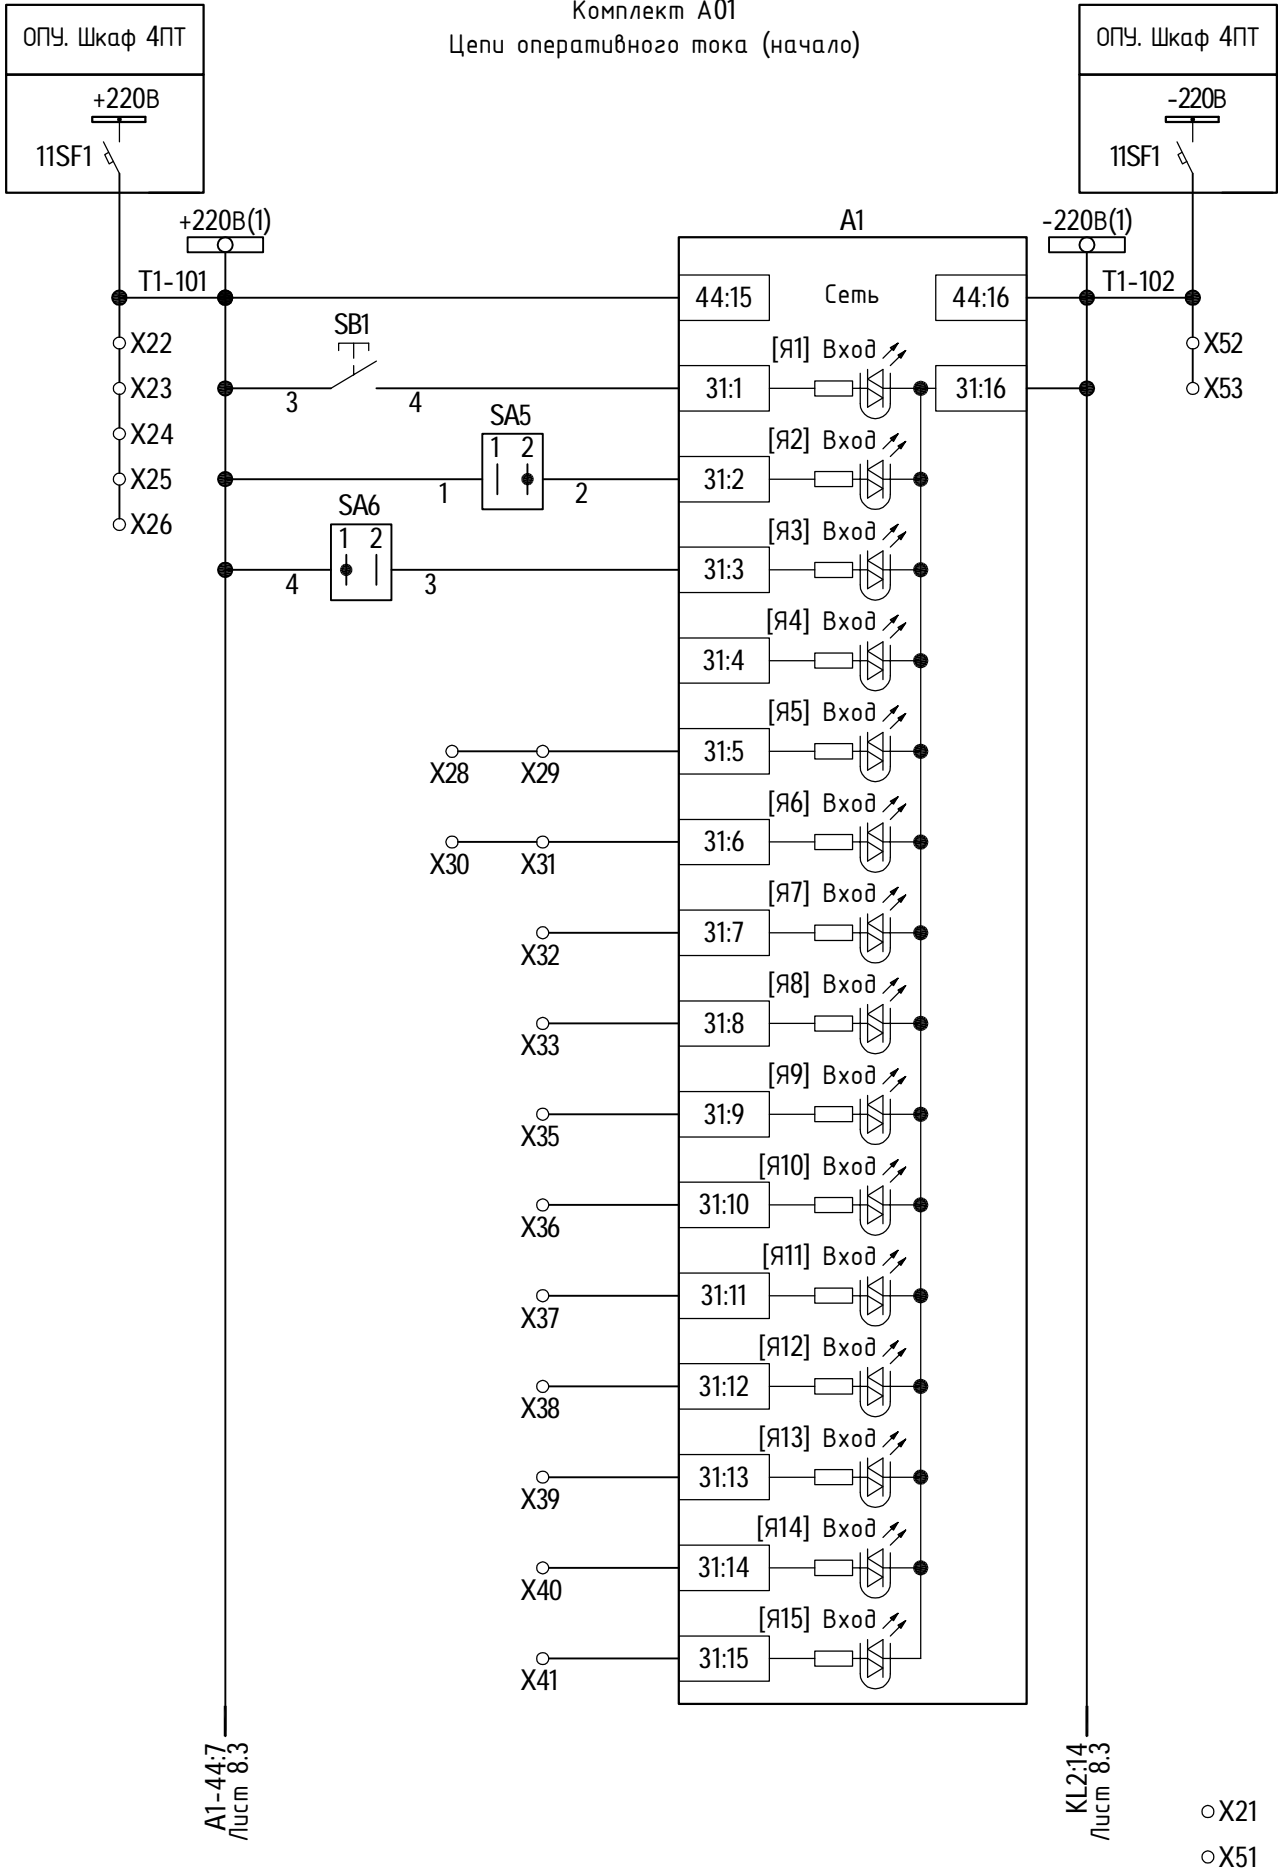 Комплект А01
Цепи оперативного тока (начало)
ОПУ. Шкаф 4ПТ
+220В
11SF1
ОПУ. Шкаф 4ПТ
-220В
11SF1
+220В(1)
A1
-220В(1)
T1-101
44:15
Сеть
44:16
T1-102
X22
X23
X24
X25
X26
X52
X53
SB1
3
4
31:1
[Я1] Вход
31:16
SA5
1 2
1
2
31:2
[Я2] Вход
SA6
1 2
4
3
31:3
[Я3] Вход
31:4
[Я4] Вход
X28
X29
31:5
[Я5] Вход
X30
X31
31:6
[Я6] Вход
X32
31:7
[Я7] Вход
X33
31:8
[Я8] Вход
X35
31:9
[Я9] Вход
X36
31:10
[Я10] Вход
X37
31:11
[Я11] Вход
X38
31:12
[Я12] Вход
X39
31:13
[Я13] Вход
X40
31:14
[Я14] Вход
X41
31:15
[Я15] Вход
A1-44:7
Лист 8.3
KL2:14
Лист 8.3
X21
X51